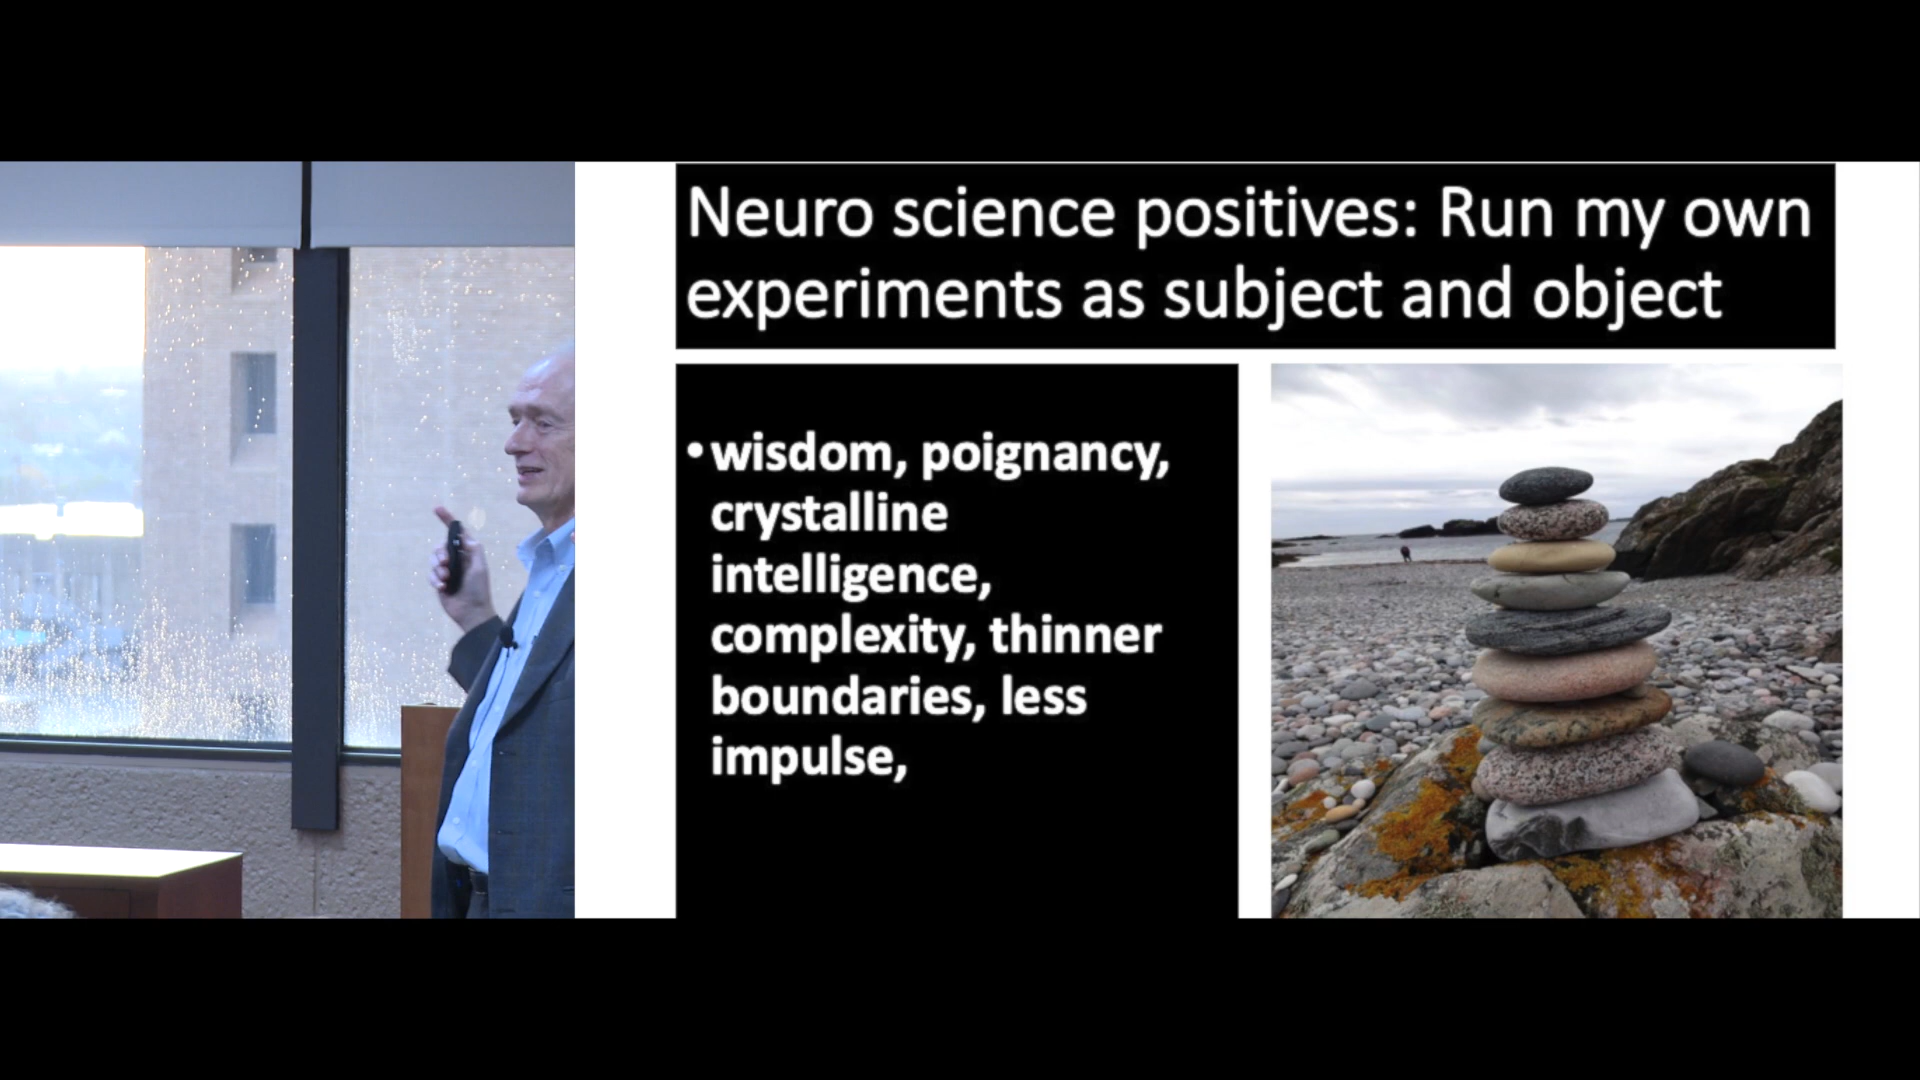 Neuro science positives: Run my own
experiments as subject and object
• wisdom, poignancy,
crystalline
intelligence,
complexity, thinner
boundaries, less
impulse,